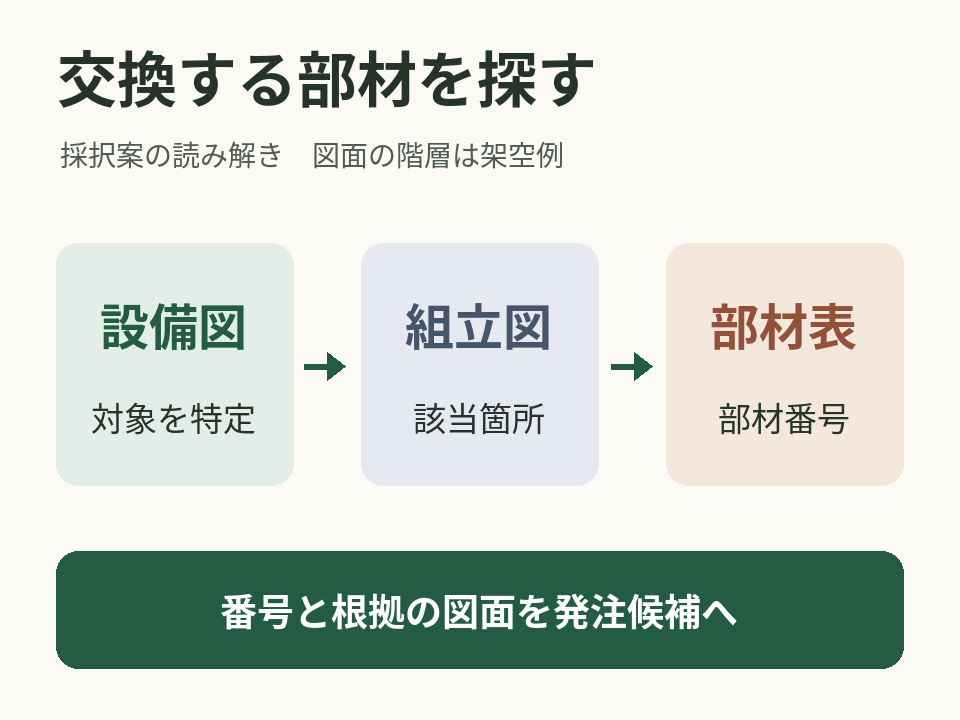 交換する部材を探す
採択案の読み解き　図面の階層は架空例
設備図
対象を特定
組立図
該当箇所
部材表
部材番号
番号と根拠の図面を発注候補へ